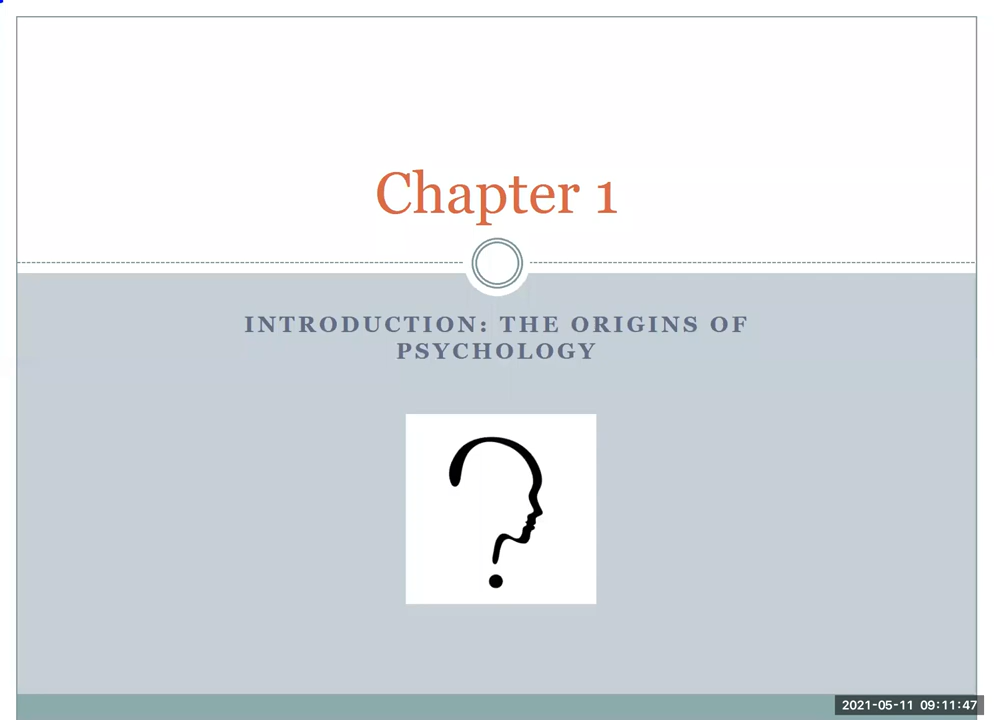 Chapter 1
INTRODUCTION: THE ORIGINS OF
PSYCHOLOGY
2021-05-11 09:11:47